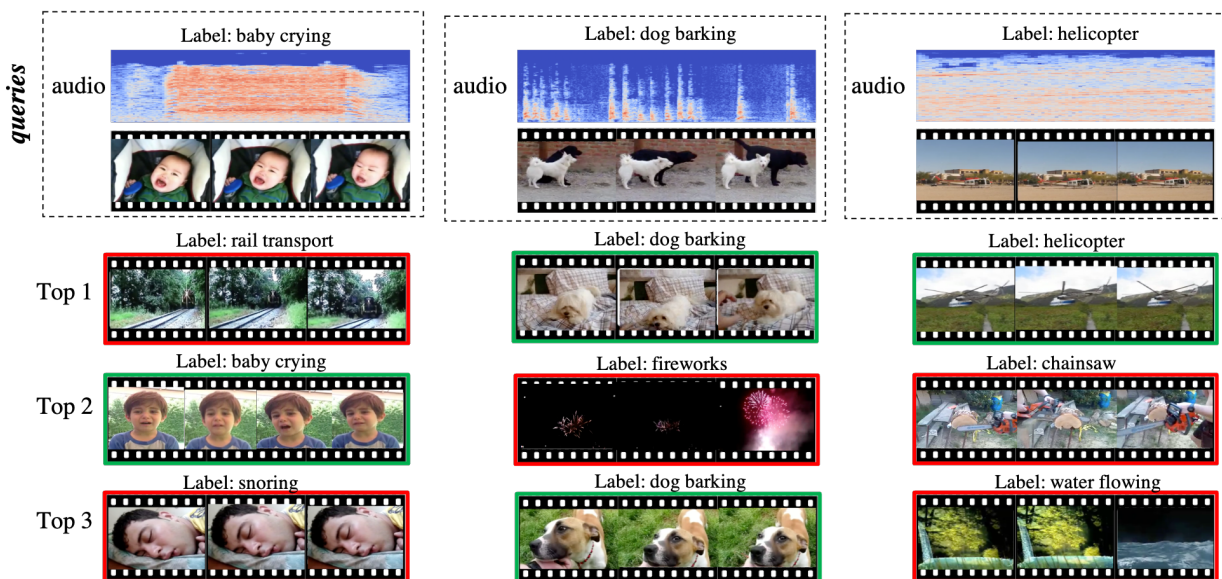 queries
Label: baby crying
Label: dog barking
Label: helicopter
audio
audio
audio
Label: rail transport
Label: dog barking
Label: helicopter
Top 1
Label: baby crying
Label: fireworks
Label: chainsaw
Top 2
Label: snoring
Label: dog barking
Label: water flowing
Top 3